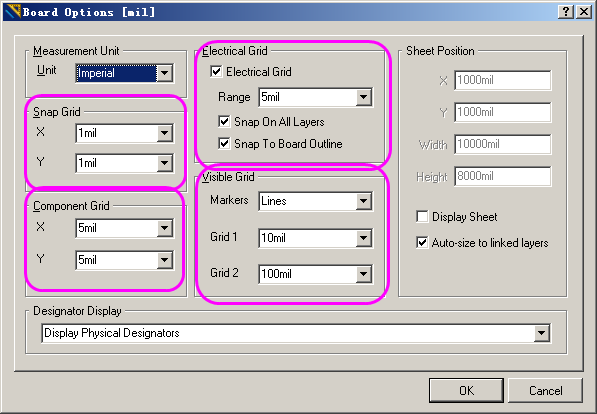 Board Options [mil]
Measurement Unit
Unit Imperial
Snap Grid
X 1mil
Y 1mil
Component Grid
X 5mil
Y 5mil
Electrical Grid
Electrical Grid
Range 5mil
Snap On All Layers
Snap To Board Outline
Visible Grid
Markers Lines
Grid 1 10mil
Grid 2 100mil
Sheet Position
X 1000mil
Y 1000mil
Width 10000mil
Height 8000mil
Display Sheet
Auto-size to linked layers
Designator Display
Display Physical Designators
OK Cancel